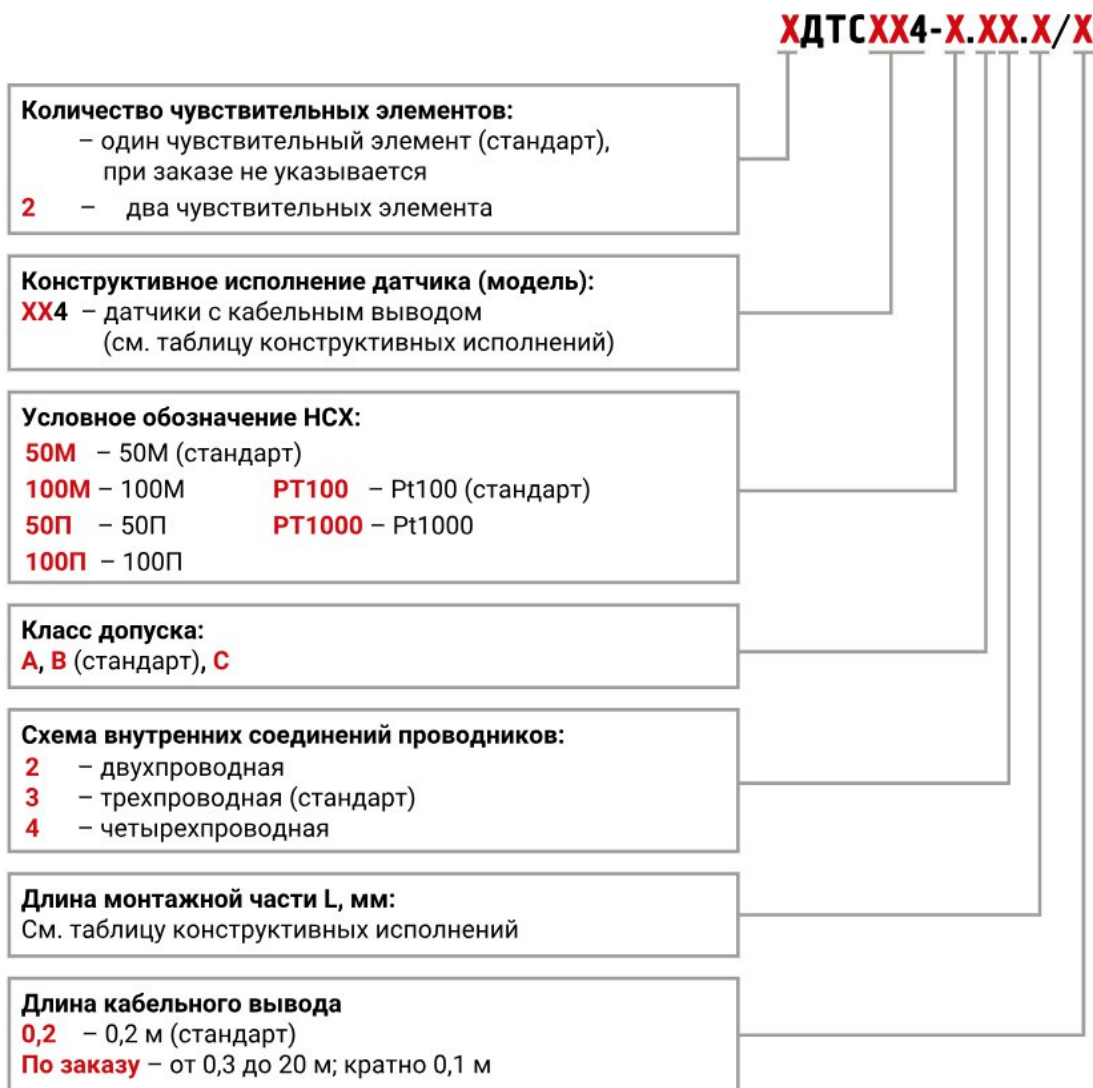 ХДТСХХ4-Х.ХХ.Х/Х
Количество чувствительных элементов:
– один чувствительный элемент (стандарт),
при заказе не указывается
2 – два чувствительных элемента
Конструктивное исполнение датчика (модель):
ХХ4 – датчики с кабельным выводом
(см. таблицу конструктивных исполнений)
Условное обозначение НСХ:
50М – 50М (стандарт)
100М – 100М РТ100 – Pt100 (стандарт)
50П – 50П РТ1000 – Pt1000
100П – 100П
Класс допуска:
А, В (стандарт), С
Схема внутренних соединений проводников:
2 – двухпроводная
3 – трехпроводная (стандарт)
4 – четырехпроводная
Длина монтажной части L, мм:
См. таблицу конструктивных исполнений
Длина кабельного вывода
0,2 – 0,2 м (стандарт)
По заказу – от 0,3 до 20 м; кратно 0,1 м